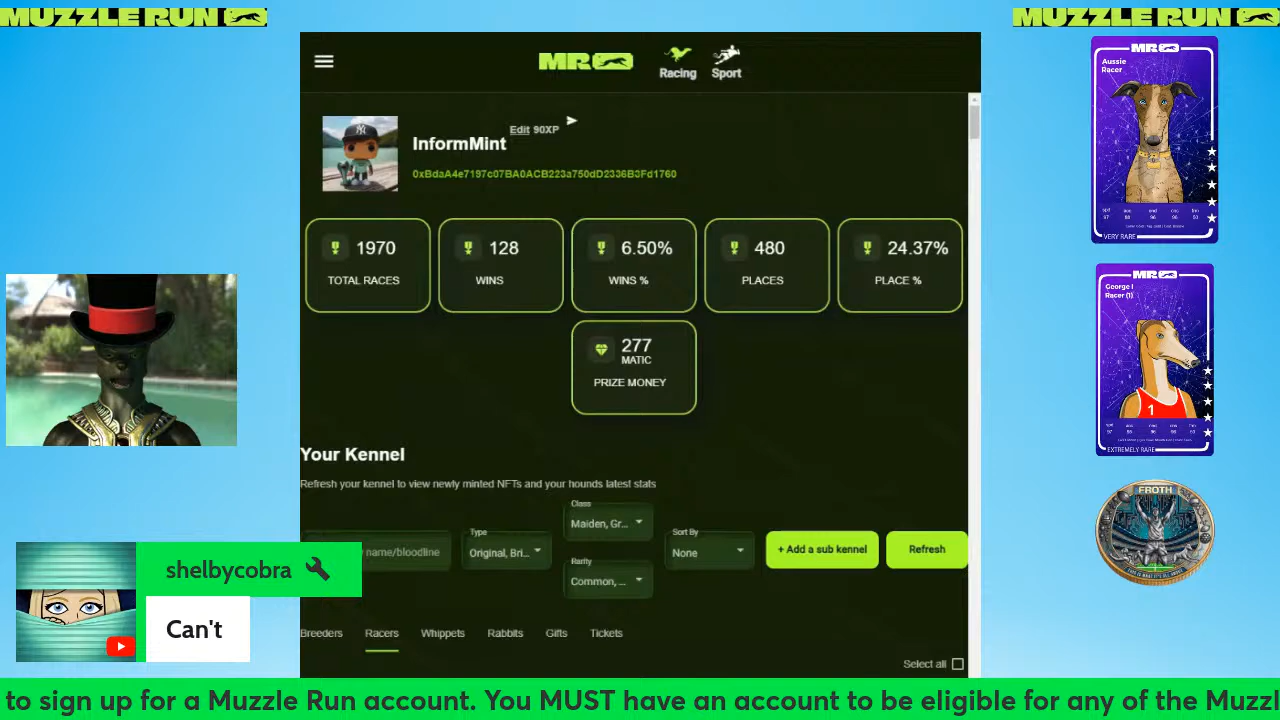 MUZZLE RUN
MUZZLE RUN
MR
Racing
Sport
Edit 90XP
InformMint
0xBdaA4e7197c07BA0ACB223a750dD2336B3Fd1760
1970
TOTAL RACES
128
WINS
6.50%
WINS %
480
PLACES
24.37%
PLACE %
277
MATIC
PRIZE MONEY
Your Kennel
Refresh your kennel to view newly minted NFTs and your hounds latest stats
name/bloodline
Type
Original, Bri...
Class
Maiden, Gr...
Rarity
Common, ...
Sort By
None
+ Add a sub kennel
Refresh
Breeders
Racers
Whippets
Rabbits
Gifts
Tickets
Select all
MR
Aussie
Racer
VERY RARE
MR
George I
Racer (1)
1
EXTREMELY RARE
FROTH
shelbycobra
Can't
to sign up for a Muzzle Run account. You MUST have an account to be eligible for any of the Muzzl